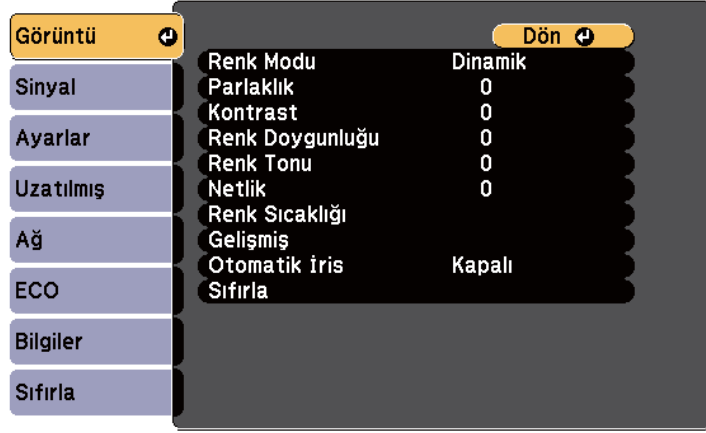 Görüntü
Sinyal
Ayarlar
Uzatılmış
Ağ
ECO
Bilgiler
Sıfırla
Dön
Renk Modu Dinamik
Parlaklık 0
Kontrast 0
Renk Doygunluğu 0
Renk Tonu 0
Netlik 0
Renk Sıcaklığı
Gelişmiş
Otomatik İris Kapalı
Sıfırla